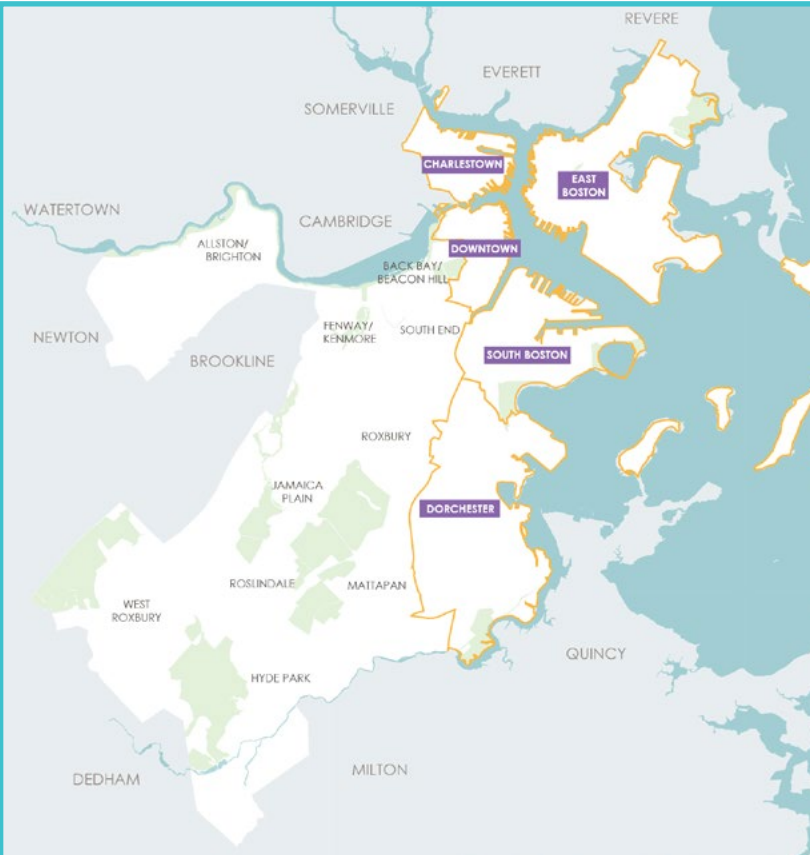 REVERE
EVERETT
SOMERVILLE
CHARLESTOWN
EAST
BOSTON
WATERTOWN
CAMBRIDGE
ALLSTON/
BRIGHTON
DOWNTOWN
BACK BAY/
BEACON HILL
NEWTON
FENWAY/
KENMORE
SOUTH END
BROOKLINE
SOUTH BOSTON
ROXBURY
JAMAICA
PLAIN
DORCHESTER
ROSLINDALE
MATTAPAN
WEST
ROXBURY
QUINCY
HYDE PARK
DEDHAM
MILTON